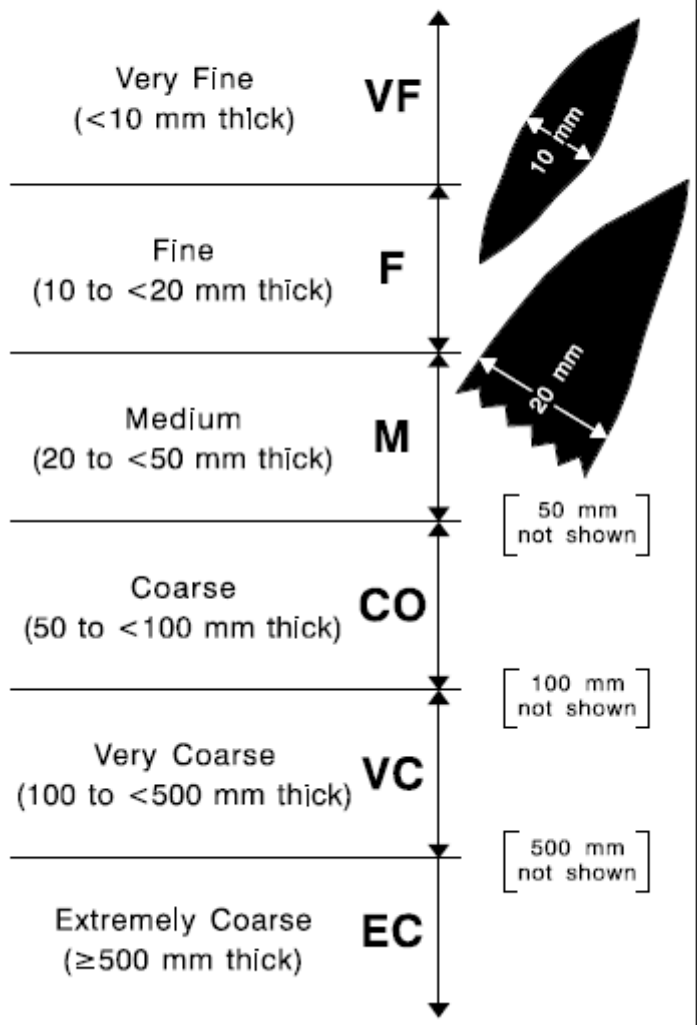 Very Fine
(<10 mm thick)
VF
10 mm
Fine
(10 to <20 mm thick)
F
20 mm
Medium
(20 to <50 mm thick)
M
50 mm
not shown
Coarse
(50 to <100 mm thick)
CO
100 mm
not shown
Very Coarse
(100 to <500 mm thick)
VC
500 mm
not shown
Extremely Coarse
(≥500 mm thick)
EC